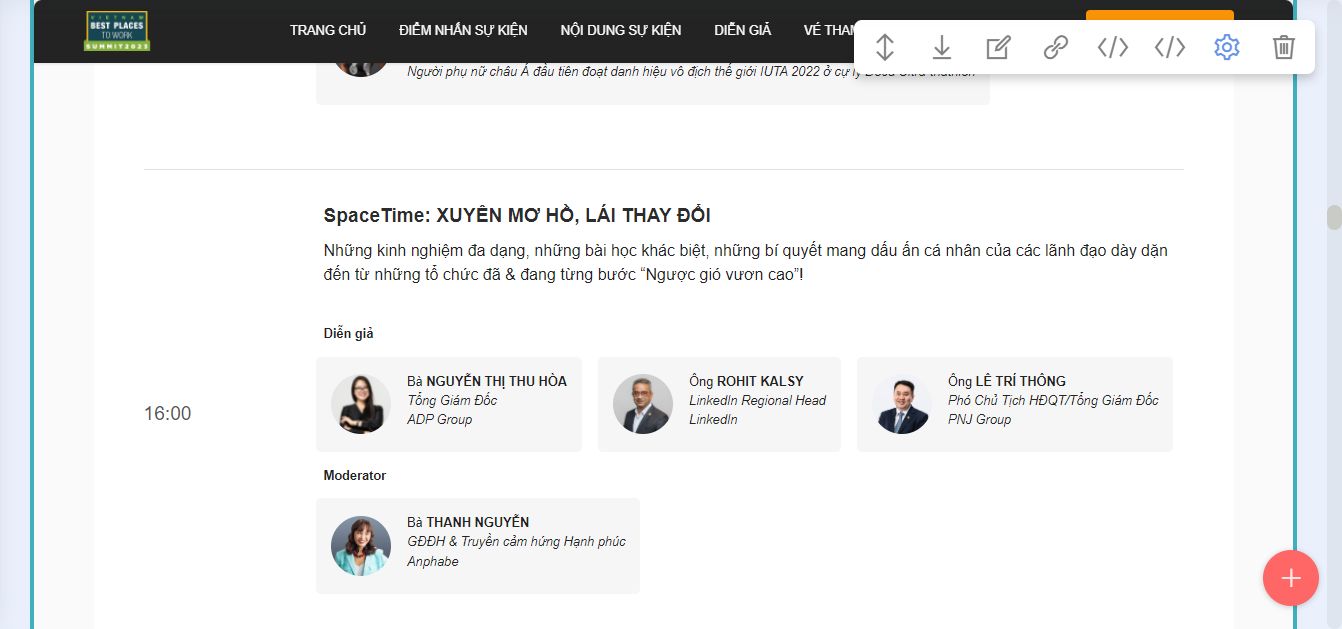 VIETNAM
BEST PLACES
TO WORK
SUMMIT2023
TRANG CHỦ ĐIỂM NHẤN SỰ KIỆN NỘI DUNG SỰ KIỆN DIỄN GIẢ VÉ THAM
Người phụ nữ châu Á đầu tiên đoạt danh hiệu vô địch thế giới IUTA 2022 ở cự ly Deca Ultra triathlon
SpaceTime: XUYÊN MƠ HỒ, LÁI THAY ĐỔI
Những kinh nghiệm đa dạng, những bài học khác biệt, những bí quyết mang dấu ấn cá nhân của các lãnh đạo dày dặn
đến từ những tổ chức đã & đang từng bước “Ngược gió vươn cao”!
Diễn giả
Bà NGUYỄN THỊ THU HÒA
Tổng Giám Đốc
ADP Group
Ông ROHIT KALSY
LinkedIn Regional Head
LinkedIn
Ông LÊ TRÍ THÔNG
Phó Chủ Tịch HĐQT/Tổng Giám Đốc
PNJ Group
16:00
Moderator
Bà THANH NGUYỄN
GĐĐH & Truyền cảm hứng Hạnh phúc
Anphabe